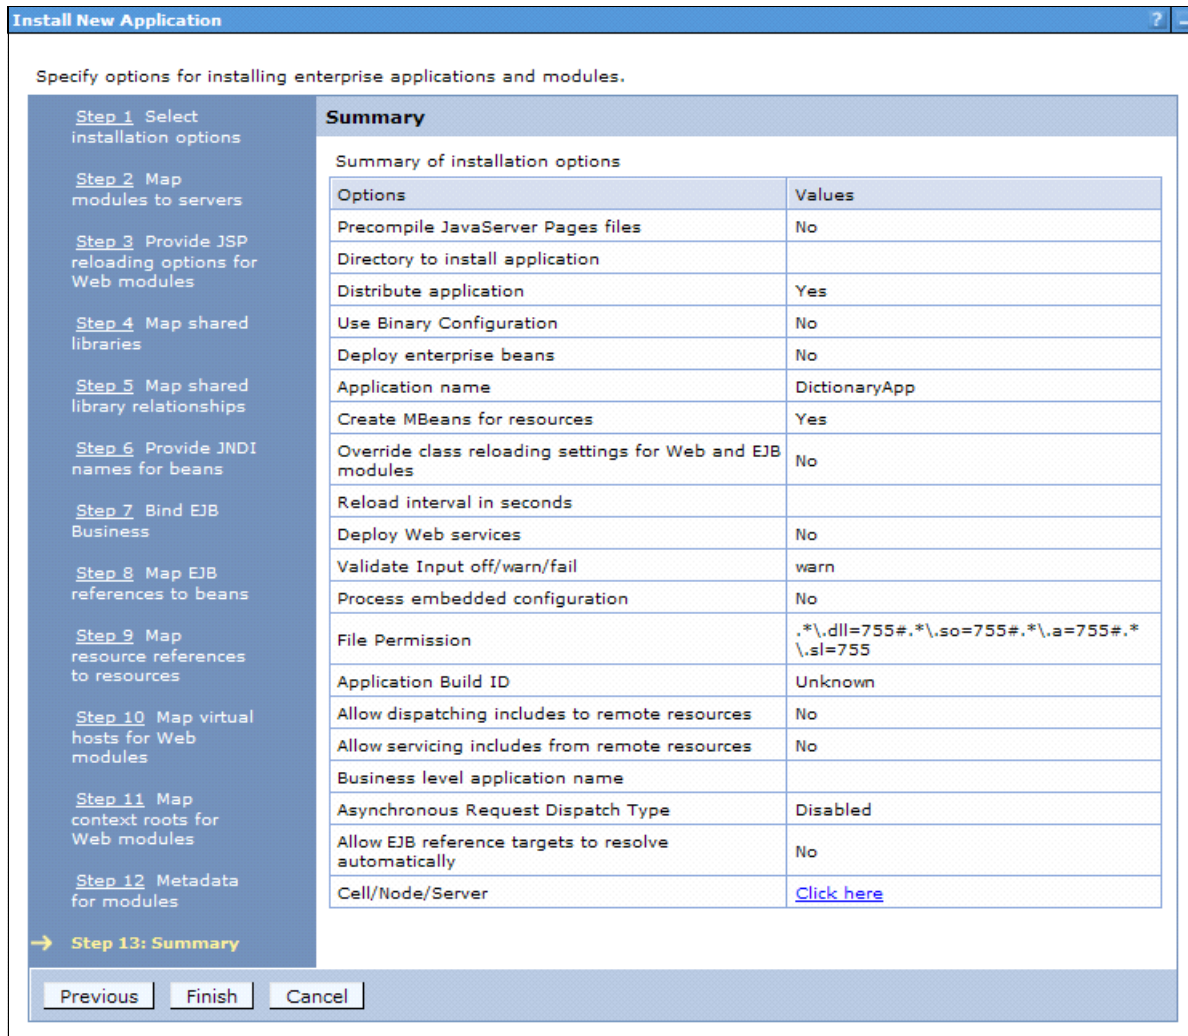 Install New Application
? –
Specify options for installing enterprise applications and modules.
Step 1 Select
installation options
Step 2 Map
modules to servers
Step 3 Provide JSP
reloading options for
Web modules
Step 4 Map shared
libraries
Step 5 Map shared
library relationships
Step 6 Provide JNDI
names for beans
Step 7 Bind EJB
Business
Step 8 Map EJB
references to beans
Step 9 Map
resource references
to resources
Step 10 Map virtual
hosts for Web
modules
Step 11 Map
context roots for
Web modules
Step 12 Metadata
for modules
Step 13: Summary
Summary
Summary of installation options
Options Values
Precompile JavaServer Pages files No
Directory to install application
Distribute application Yes
Use Binary Configuration No
Deploy enterprise beans No
Application name DictionaryApp
Create MBeans for resources Yes
Override class reloading settings for Web and EJB
modules No
Reload interval in seconds
Deploy Web services No
Validate Input off/warn/fail warn
Process embedded configuration No
File Permission .*\.dll=755#.*\.so=755#.*\.a=755#.*
\.sl=755
Application Build ID Unknown
Allow dispatching includes to remote resources No
Allow servicing includes from remote resources No
Business level application name
Asynchronous Request Dispatch Type Disabled
Allow EJB reference targets to resolve
automatically No
Cell/Node/Server Click here
Previous Finish Cancel